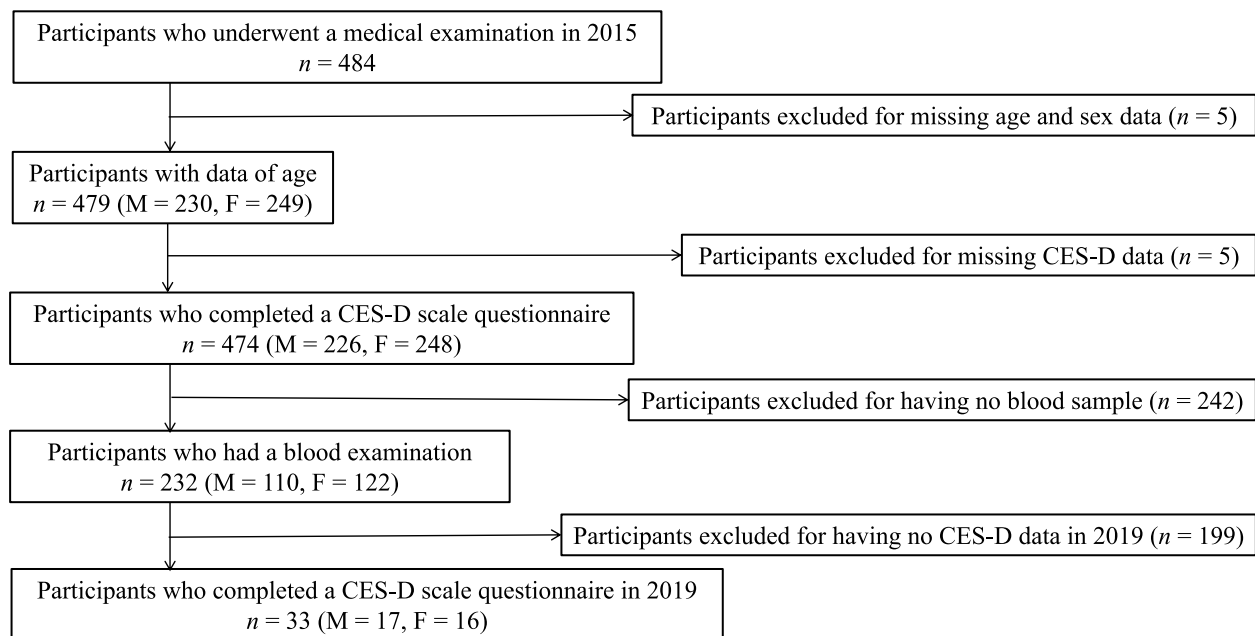 Participants who underwent a medical examination in 2015
n = 484
Participants excluded for missing age and sex data (n = 5)
Participants with data of age
n = 479 (M = 230, F = 249)
Participants excluded for missing CES-D data (n = 5)
Participants who completed a CES-D scale questionnaire
n = 474 (M = 226, F = 248)
Participants excluded for having no blood sample (n = 242)
Participants who had a blood examination
n = 232 (M = 110, F = 122)
Participants excluded for having no CES-D data in 2019 (n = 199)
Participants who completed a CES-D scale questionnaire in 2019
n = 33 (M = 17, F = 16)